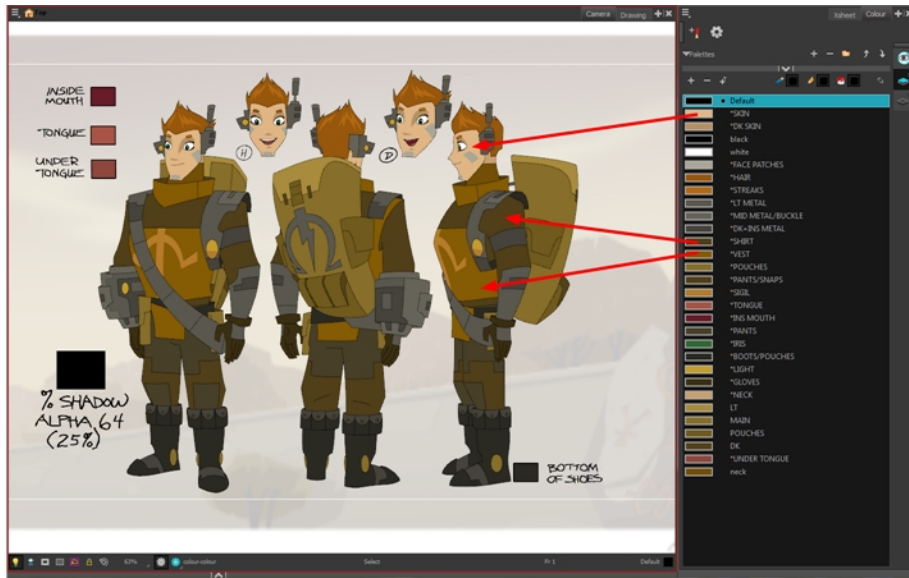 Camera
Drawing
Xsheet
Colour
Palettes
INSIDE
MOUTH
TONGUE
UNDER
TONGUE
H
D
% SHADOW
ALPHA 64
(25%)
BOTTOM
OF SHOES
Default
*SKIN
*DK SKIN
black
white
*FACE PATCHES
*HAIR
*STREAKS
*LT METAL
*MID METAL/BUCKLE
*DK+INS METAL
*SHIRT
*VEST
*POUCHES
*PANTS/SNAPS
*SIGIL
*TONGUE
*INS MOUTH
*PANTS
*IRIS
*BOOTS/POUCHES
*LIGHT
*GLOVES
*NECK
LT
MAIN
POUCHES
DK
*UNDER TONGUE
neck
63%
colour-colour
Select
Fr 1
Default